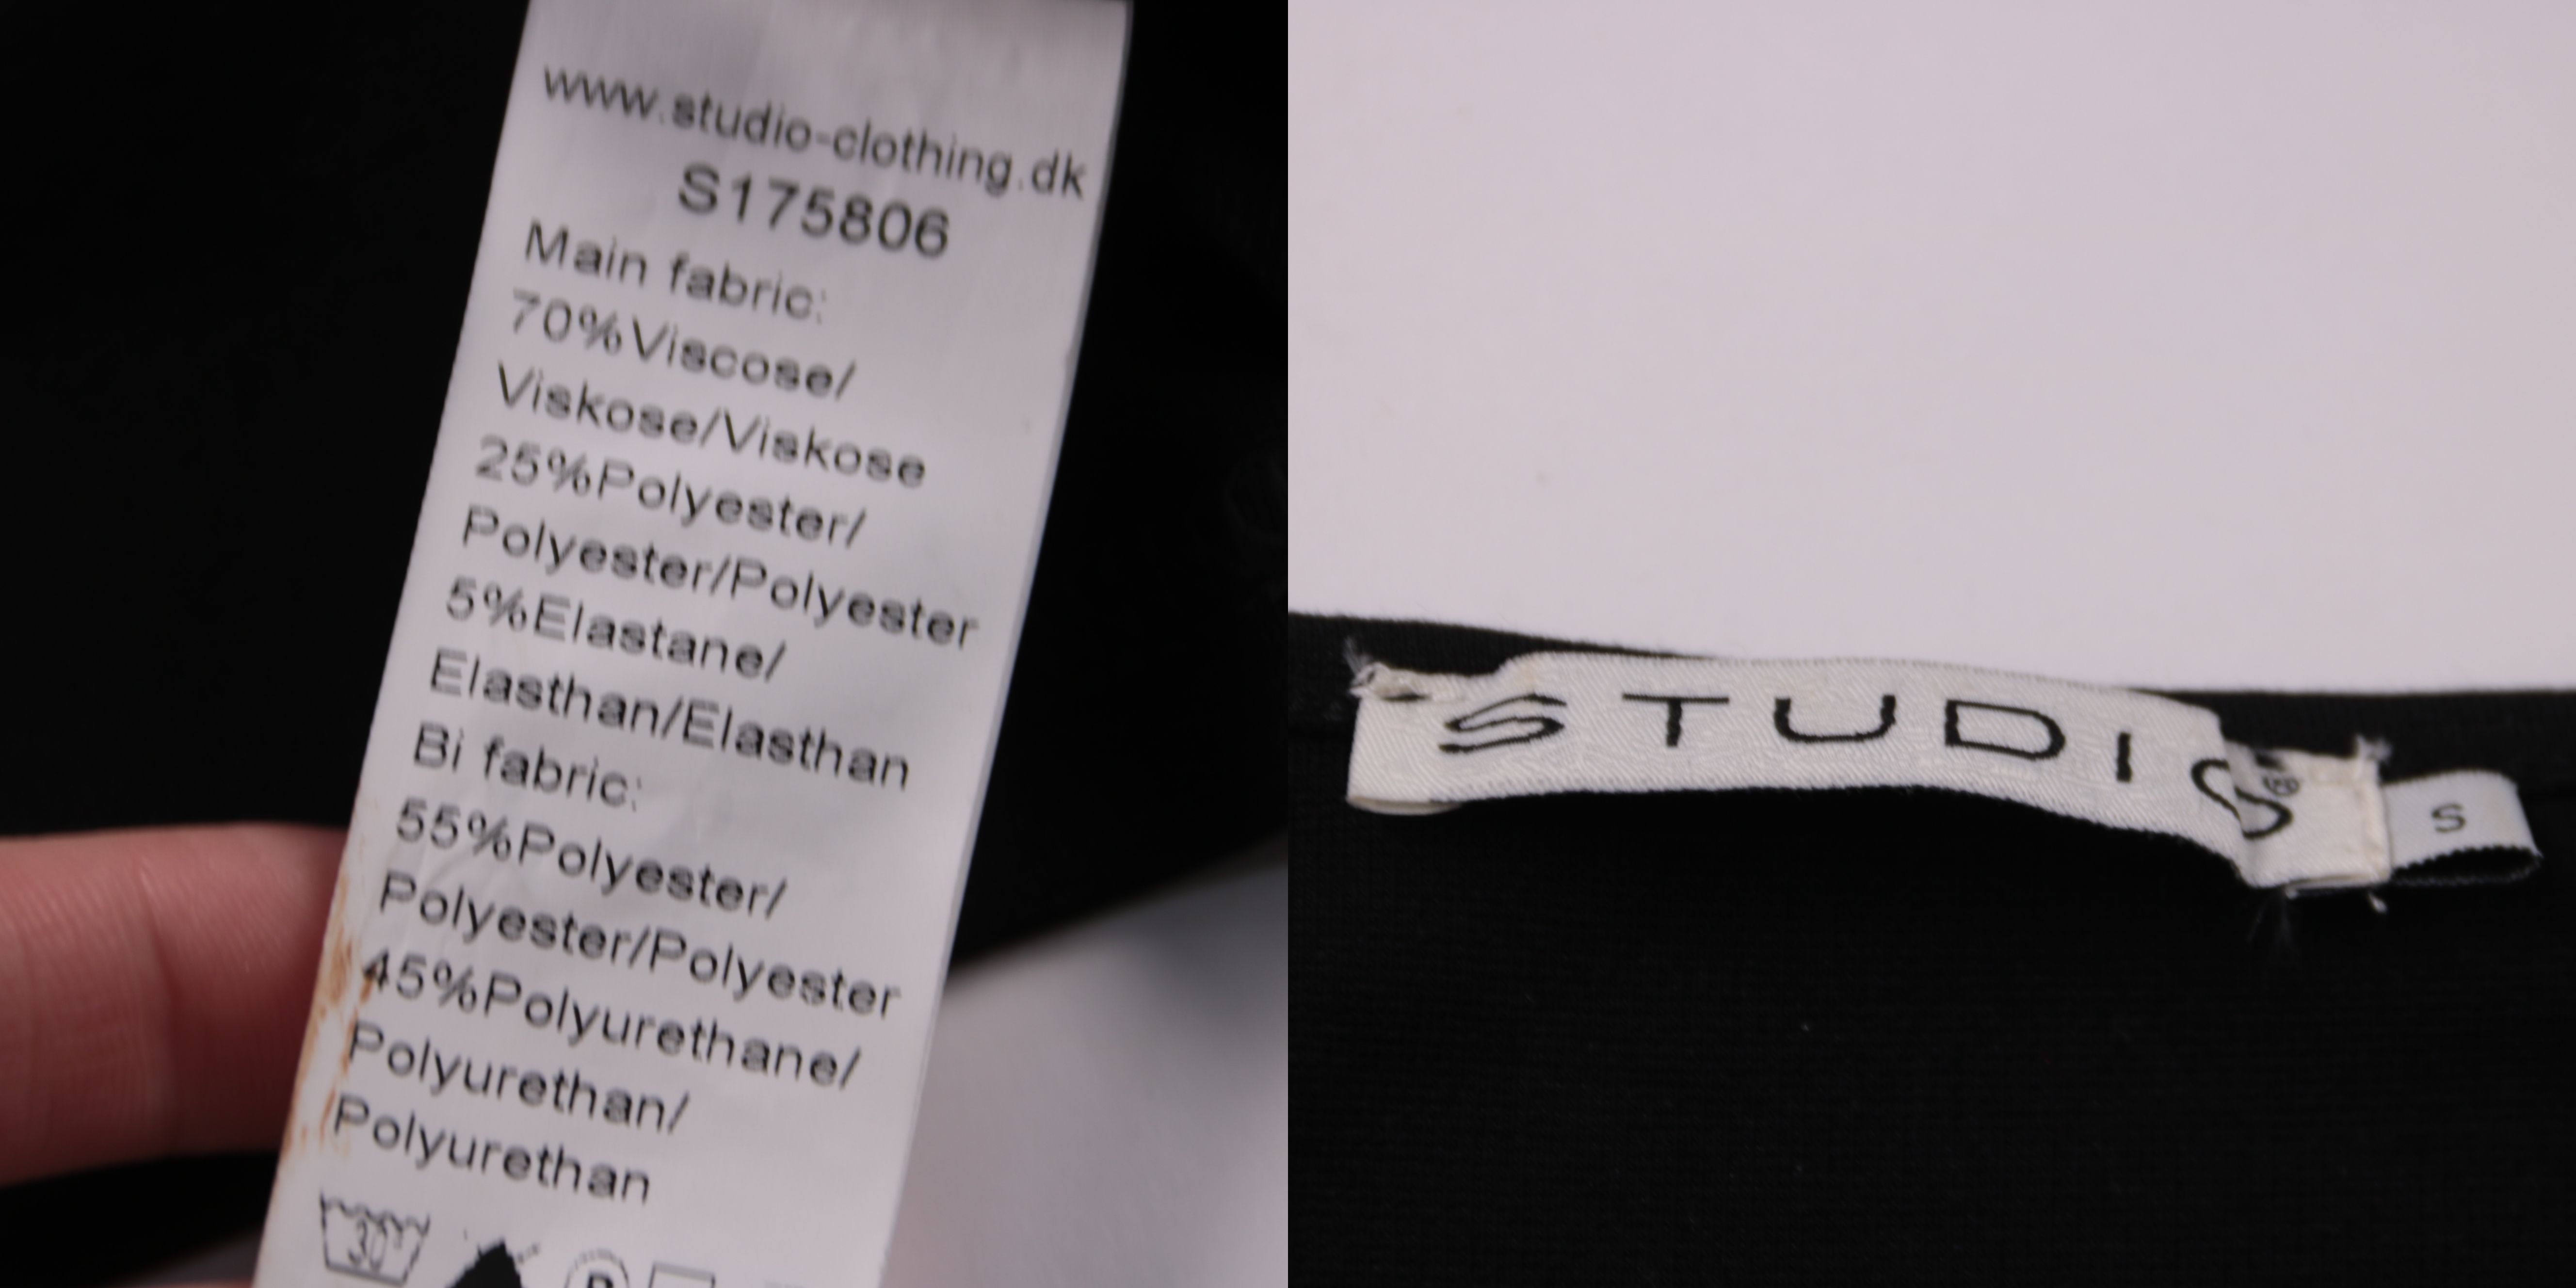 www.studio-clothing.dk
S175806
Main fabric:
70%Viscose/
Viskose/Viskose
25%Polyester/
Polyester/Polyester
5%Elastane/
Elasthan/Elasthan
Bi fabric:
55%Polyester/
Polyester/Polyester
45%Polyurethane/
Polyurethan/
Polyurethan
30°
P
STUDIO®
S